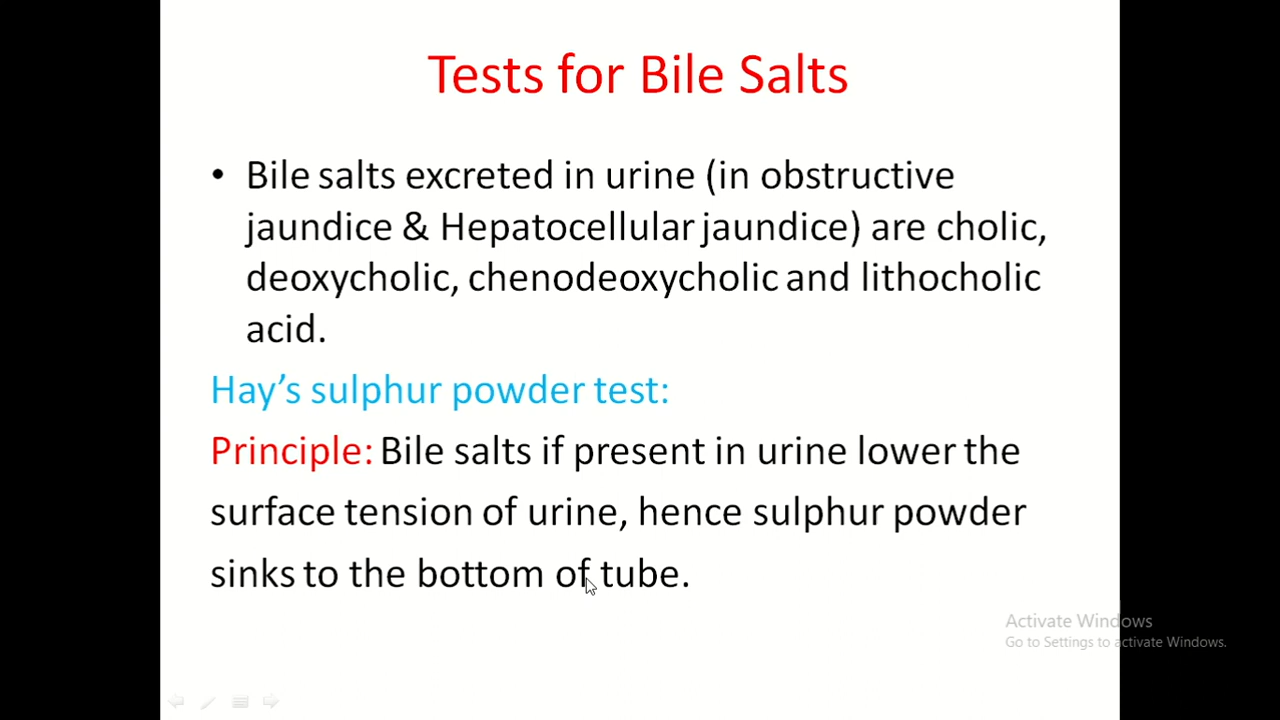 Tests for Bile Salts
• Bile salts excreted in urine (in obstructive
jaundice & Hepatocellular jaundice) are cholic,
deoxycholic, chenodeoxycholic and lithocholic
acid.
Hay’s sulphur powder test:
Principle: Bile salts if present in urine lower the
surface tension of urine, hence sulphur powder
sinks to the bottom of tube.
Activate Windows
Go to Settings to activate Windows.